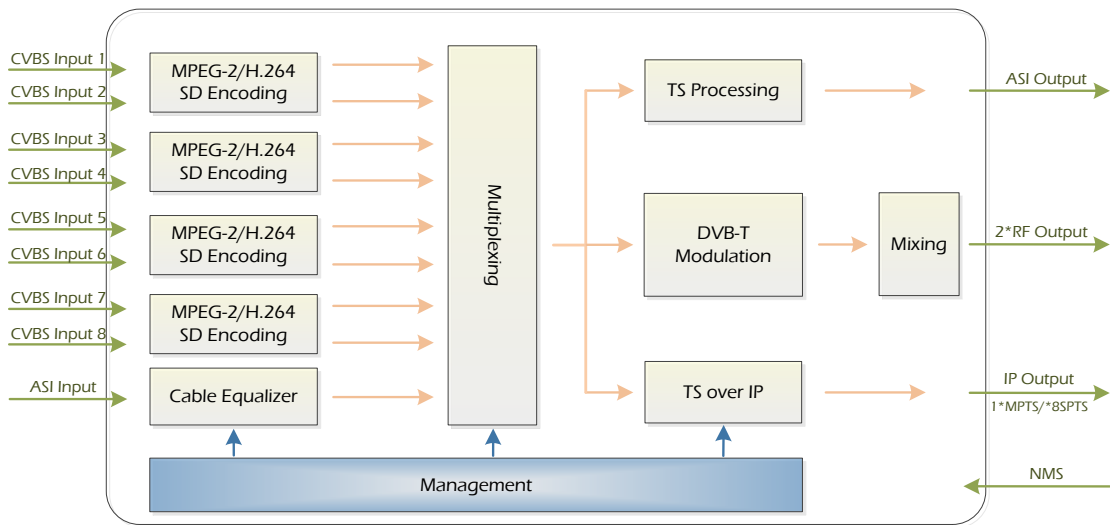 CVBS Input 1
CVBS Input 2
CVBS Input 3
CVBS Input 4
CVBS Input 5
CVBS Input 6
CVBS Input 7
CVBS Input 8
ASI Input
MPEG-2/H.264
SD Encoding
MPEG-2/H.264
SD Encoding
MPEG-2/H.264
SD Encoding
MPEG-2/H.264
SD Encoding
Cable Equalizer
Multiplexing
TS Processing
DVB-T
Modulation
TS over IP
Mixing
Management
ASI Output
2*RF Output
IP Output
1*MPTS/*8SPTS
NMS